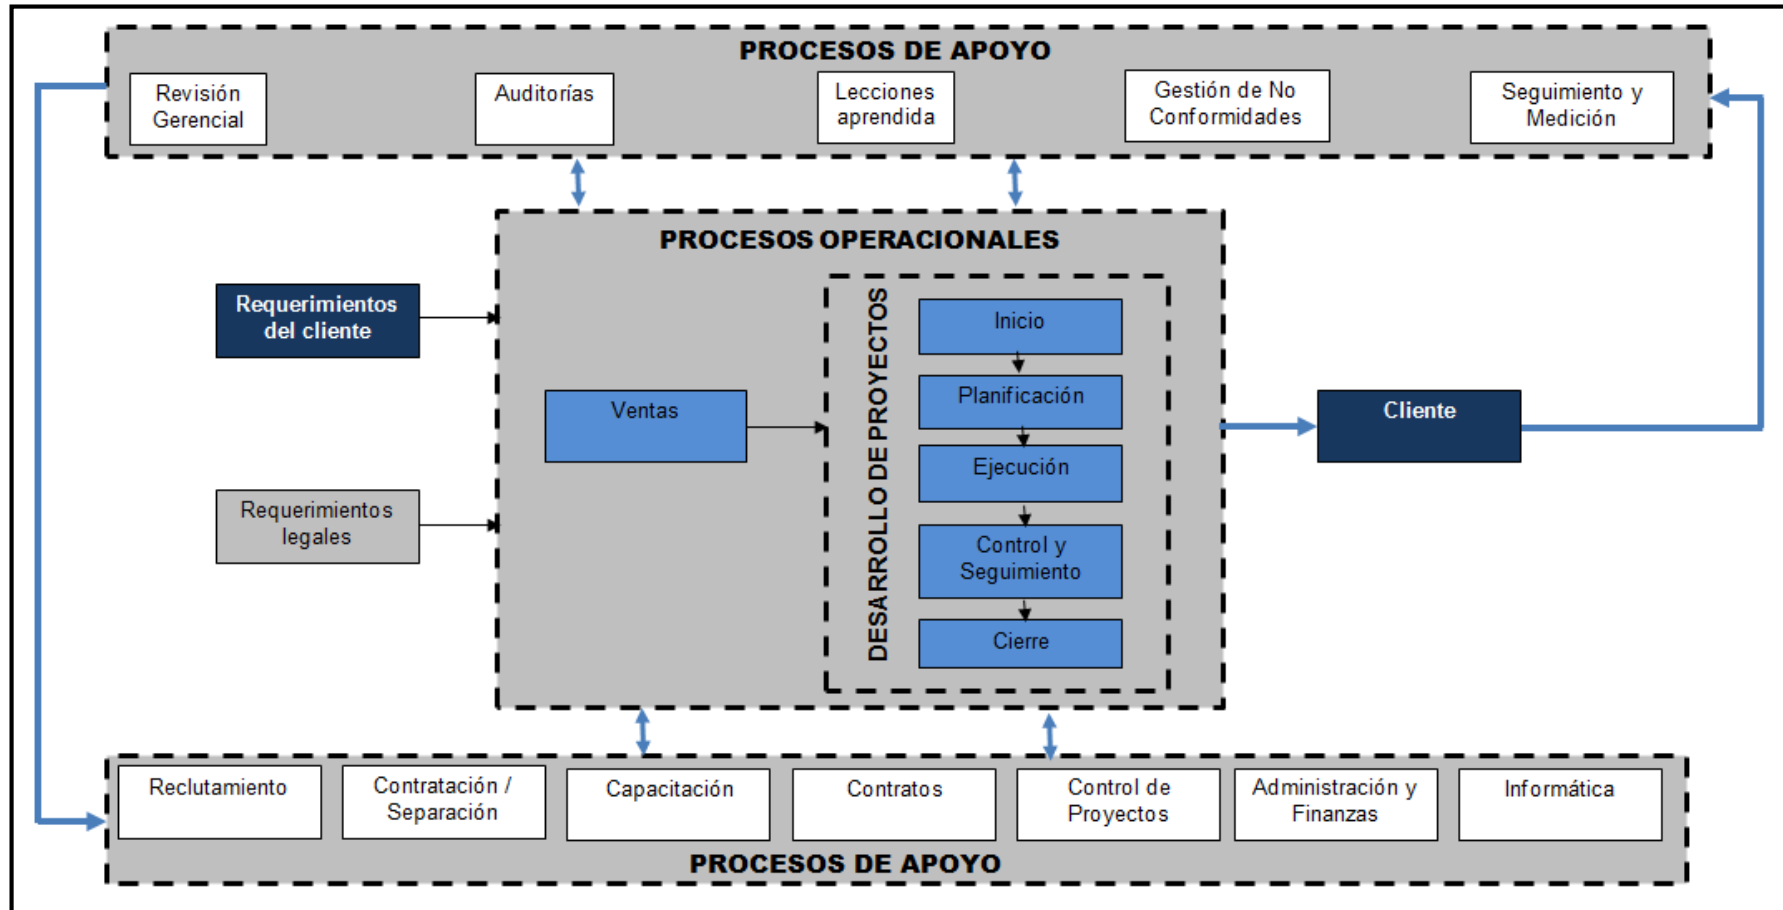 PROCESOS DE APOYO
Revisión
Gerencial
Auditorías
Lecciones
aprendida
Gestión de No
Conformidades
Seguimiento y
Medición
PROCESOS OPERACIONALES
Requerimientos
del cliente
Requerimientos
legales
Ventas
DESARROLLO DE PROYECTOS
Inicio
Planificación
Ejecución
Control y
Seguimiento
Cierre
Cliente
Reclutamiento
Contratación /
Separación
Capacitación
Contratos
Control de
Proyectos
Administración y
Finanzas
Informática
PROCESOS DE APOYO